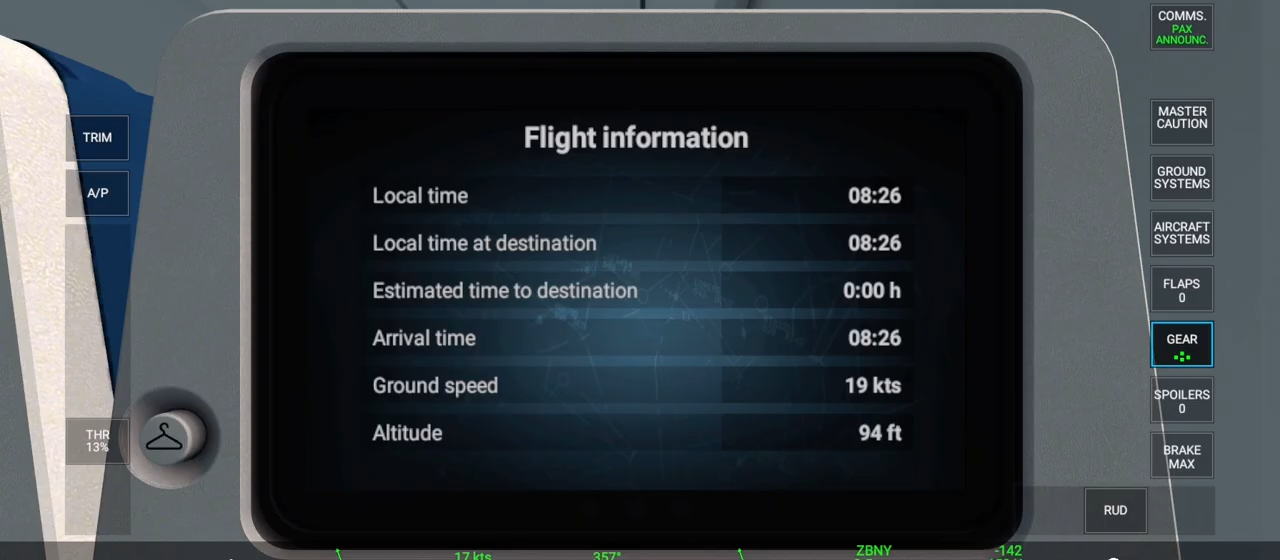 COMMS.
PAX
ANNOUNC.
TRIM
A/P
MASTER
CAUTION
GROUND
SYSTEMS
AIRCRAFT
SYSTEMS
FLAPS
0
GEAR
SPOILERS
0
BRAKE
MAX
RUD
THR
13%
Flight information
Local time 08:26
Local time at destination 08:26
Estimated time to destination 0:00 h
Arrival time 08:26
Ground speed 19 kts
Altitude 94 ft
17 kts 357° ZBNY -142